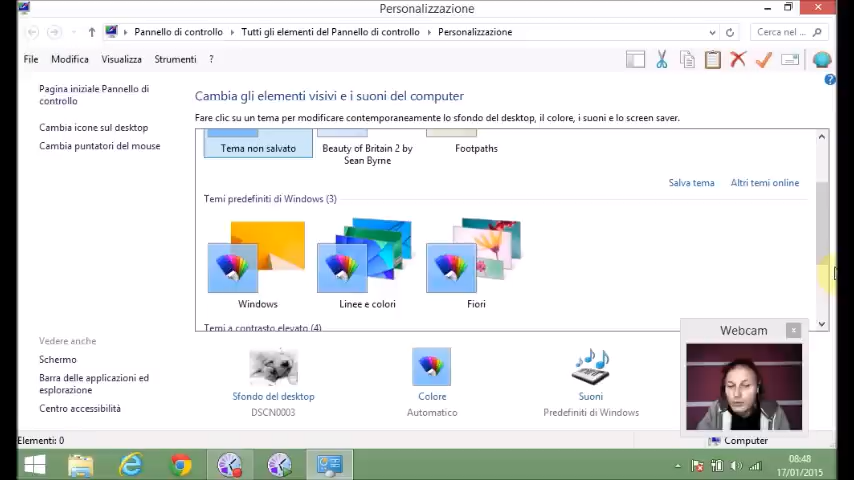 Personalizzazione
Pannello di controllo
Tutti gli elementi del Pannello di controllo
Personalizzazione
Cerca nel ...
File
Modifica
Visualizza
Strumenti
?
Pagina iniziale Pannello di
controllo
Cambia icone sul desktop
Cambia puntatori del mouse
Cambia gli elementi visivi e i suoni del computer
Fare clic su un tema per modificare contemporaneamente lo sfondo del desktop, il colore, i suoni e lo screen saver.
Tema non salvato
Beauty of Britain 2 by
Sean Byrne
Footpaths
Salva tema
Altri temi online
Temi predefiniti di Windows (3)
Windows
Linee e colori
Fiori
Temi a contrasto elevato (4)
Vedere anche
Schermo
Barra delle applicazioni ed
esplorazione
Centro accessibilità
Sfondo del desktop
DSCN0003
Colore
Automatico
Suoni
Predefiniti di Windows
Webcam
Elementi: 0
Computer
08:48
17/01/2015